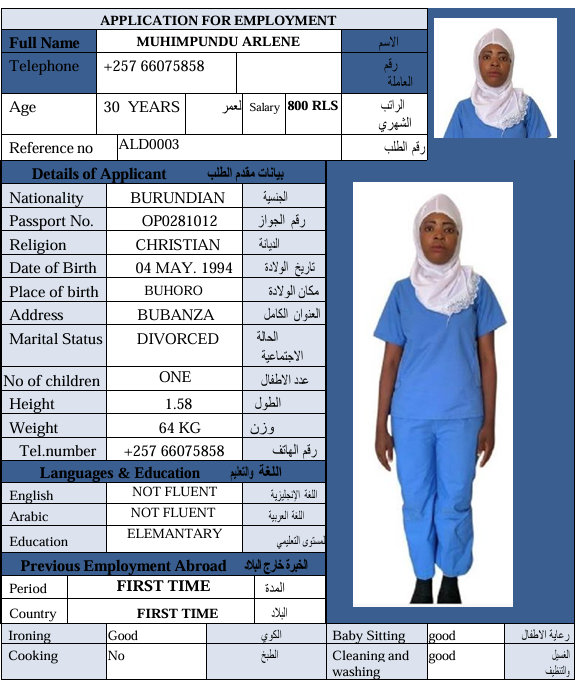 APPLICATION FOR EMPLOYMENT
Full Name MUHIMPUNDU ARLENE الاسم
Telephone +257 66075858 رقم
العاملة
Age 30 YEARS لعمر Salary 800 RLS الراتب
الشهري
Reference no ALD0003 رقم الطلب
Details of Applicant بيانات مقدم الطلب
Nationality BURUNDIAN الجنسية
Passport No. OP0281012 رقم الجواز
Religion CHRISTIAN الديانة
Date of Birth 04 MAY. 1994 تاريخ الولادة
Place of birth BUHORO مكان الولادة
Address BUBANZA العنوان الكامل
Marital Status DIVORCED الحالة
الاجتماعية
No of children ONE عدد الاطفال
Height 1.58 الطول
Weight 64 KG وزن
Tel.number +257 66075858 رقم الهاتف
Languages & Education اللغة والتعليم
English NOT FLUENT اللغة الإنجليزية
Arabic NOT FLUENT اللغة العربية
Education ELEMANTARY لمستوى التعليمي
Previous Employment Abroad الخبرة خارج البلاد
Period FIRST TIME المدة
Country FIRST TIME البلاد
Ironing Good الكوي Baby Sitting good رعاية الاطفال
Cooking No الطبخ Cleaning and good الغسيل
washing والتنظيف